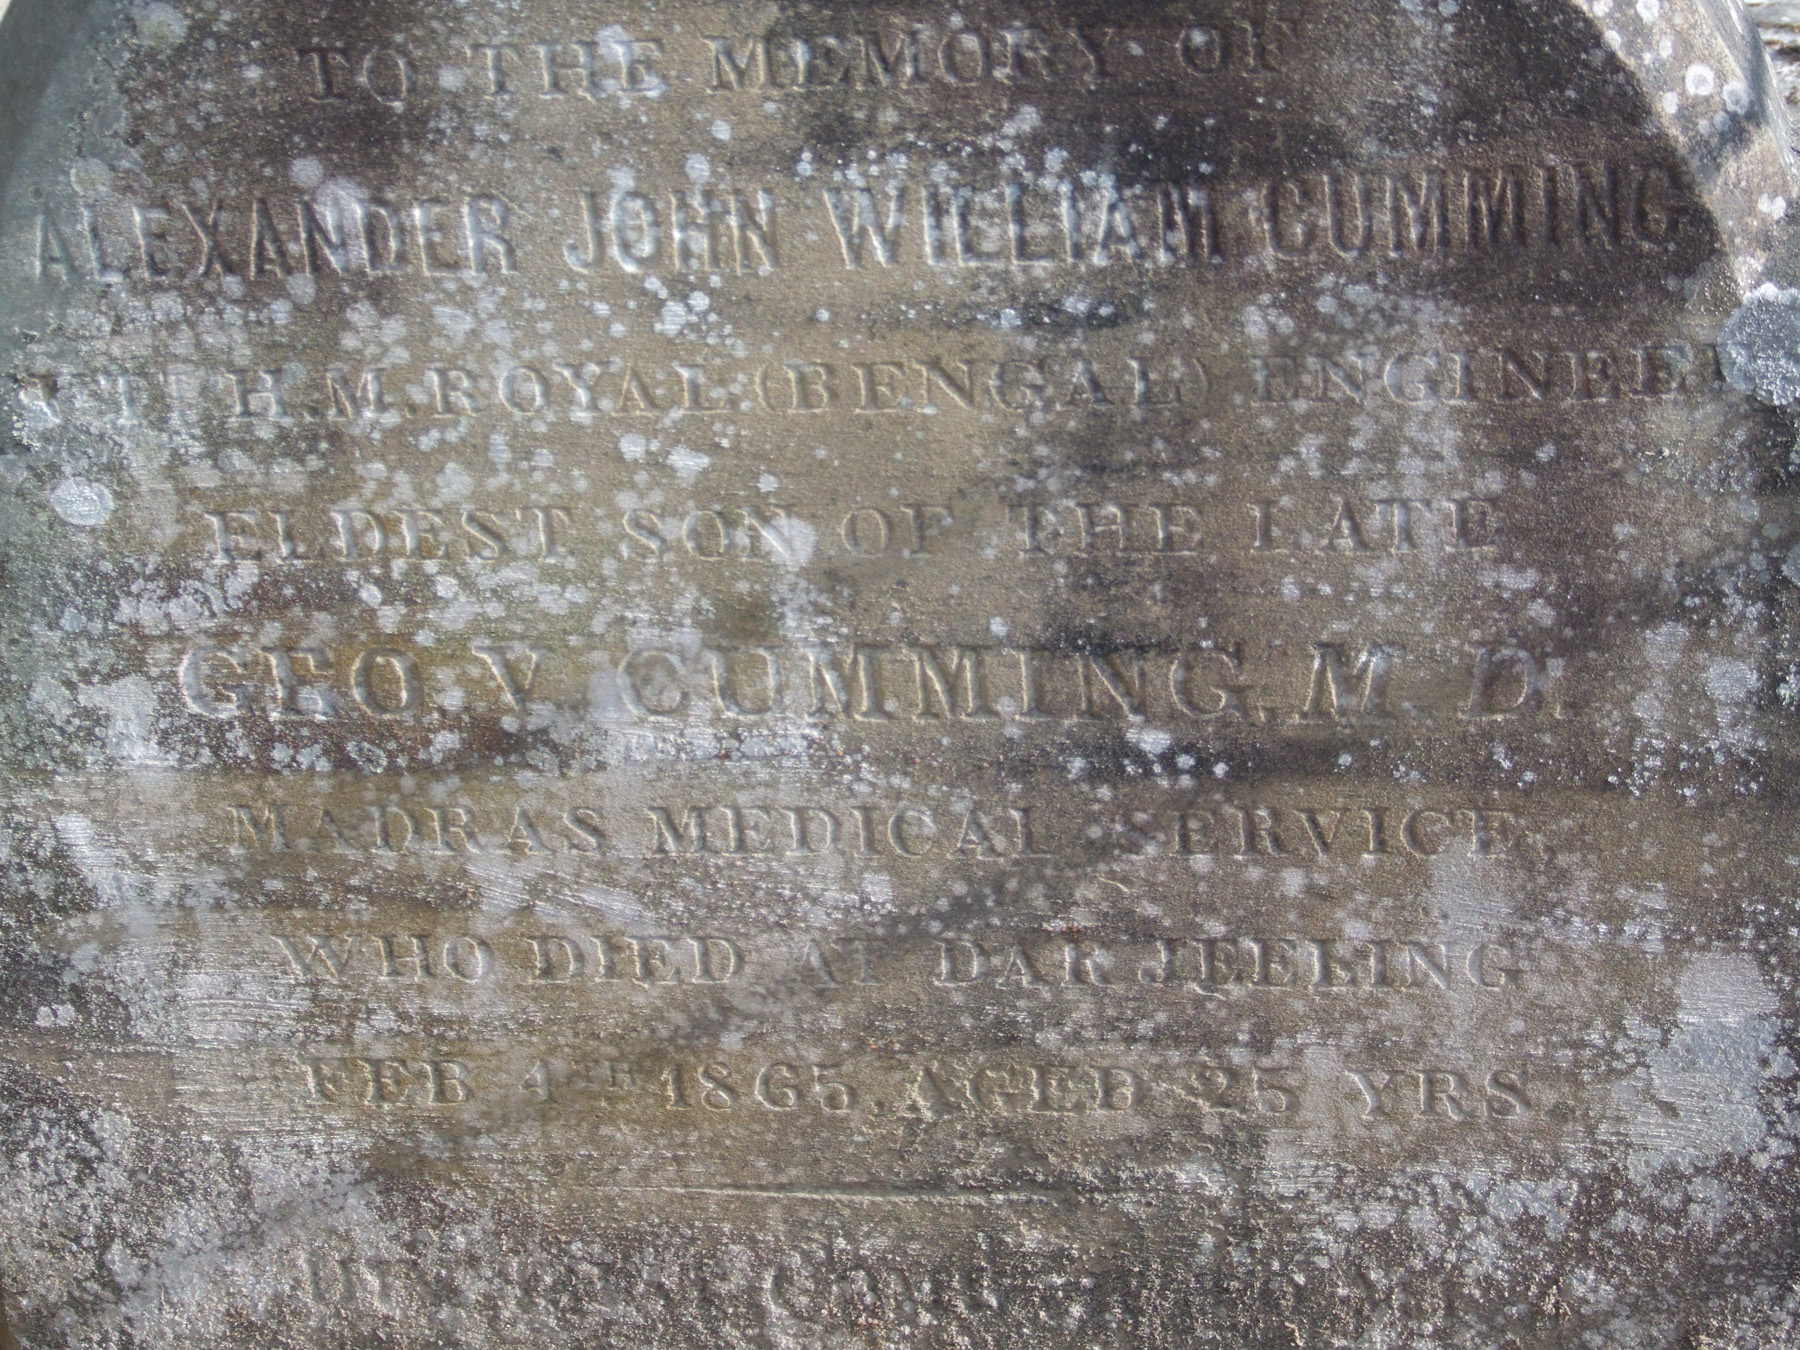 TO THE MEMORY OF
ALEXANDER JOHN WILLIAM CUMMING
H.M. ROYAL (BENGAL) ENGINEER
ELDEST SON OF THE LATE
GEO. V. CUMMING, M.D.
MADRAS MEDICAL SERVICE
WHO DIED AT DARJEELING
FEB 4TH 1865, AGED 25 YRS